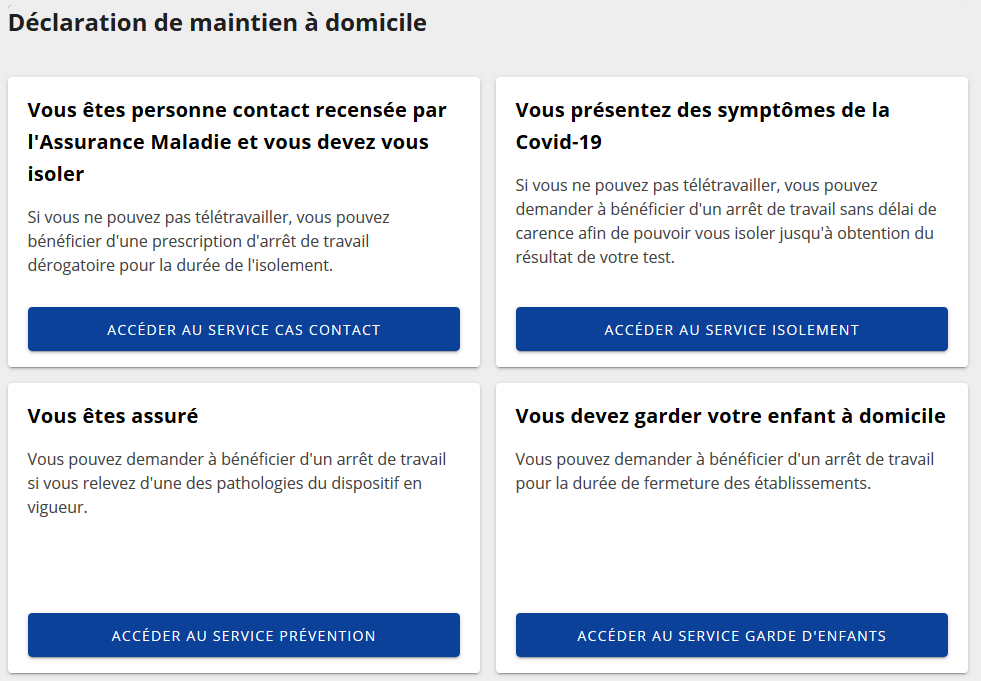 Déclaration de maintien à domicile
Vous êtes personne contact recensée par
l'Assurance Maladie et vous devez vous
isoler
Si vous ne pouvez pas télétravailler, vous pouvez
bénéficier d'une prescription d'arrêt de travail
dérogatoire pour la durée de l'isolement.
ACCÉDER AU SERVICE CAS CONTACT
Vous présentez des symptômes de la
Covid-19
Si vous ne pouvez pas télétravailler, vous pouvez
demander à bénéficier d'un arrêt de travail sans délai de
carence afin de pouvoir vous isoler jusqu'à obtention du
résultat de votre test.
ACCÉDER AU SERVICE ISOLEMENT
Vous êtes assuré
Vous pouvez demander à bénéficier d'un arrêt de travail
si vous relevez d'une des pathologies du dispositif en
vigueur.
ACCÉDER AU SERVICE PRÉVENTION
Vous devez garder votre enfant à domicile
Vous pouvez demander à bénéficier d'un arrêt de travail
pour la durée de fermeture des établissements.
ACCÉDER AU SERVICE GARDE D'ENFANTS